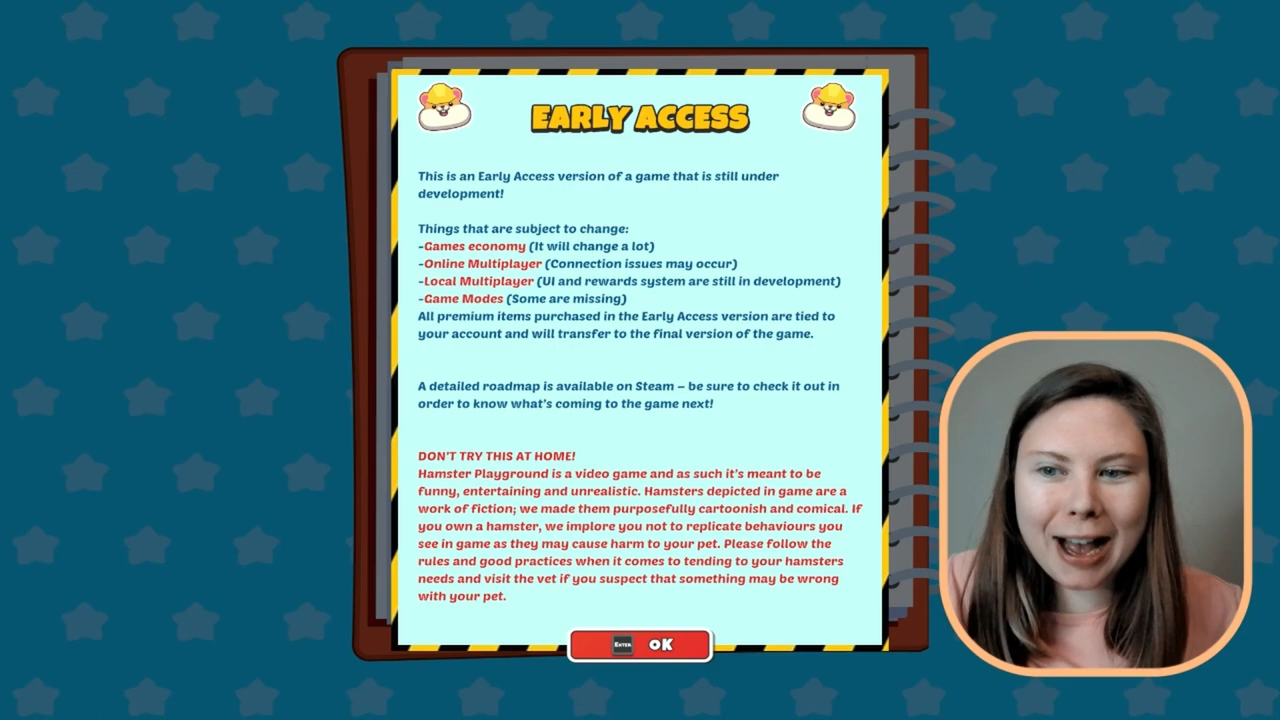 EARLY ACCESS
This is an Early Access version of a game that is still under
development!
Things that are subject to change:
-Games economy (It will change a lot)
-Online Multiplayer (Connection issues may occur)
-Local Multiplayer (UI and rewards system are still in development)
-Game Modes (Some are missing)
All premium items purchased in the Early Access version are tied to
your account and will transfer to the final version of the game.
A detailed roadmap is available on Steam – be sure to check it out in
order to know what's coming to the game next!
DON'T TRY THIS AT HOME!
Hamster Playground is a video game and as such it's meant to be
funny, entertaining and unrealistic. Hamsters depicted in game are a
work of fiction; we made them purposefully cartoonish and comical. If
you own a hamster, we implore you not to replicate behaviours you
see in game as they may cause harm to your pet. Please follow the
rules and good practices when it comes to tending to your hamsters
needs and visit the vet if you suspect that something may be wrong
with your pet.
ENTER OK